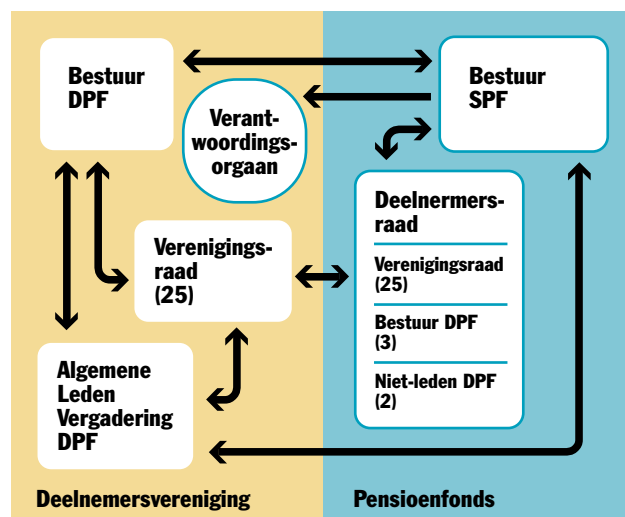 Bestuur
DPF
Bestuur
SPF
Verant-
woordings-
orgaan
Deelnermers-
raad
Verenigingsraad
(25)
Bestuur DPF
(3)
Niet-leden DPF
(2)
Verenigings-
raad
(25)
Algemene
Leden
Vergadering
DPF
Deelnemersvereniging
Pensioenfonds